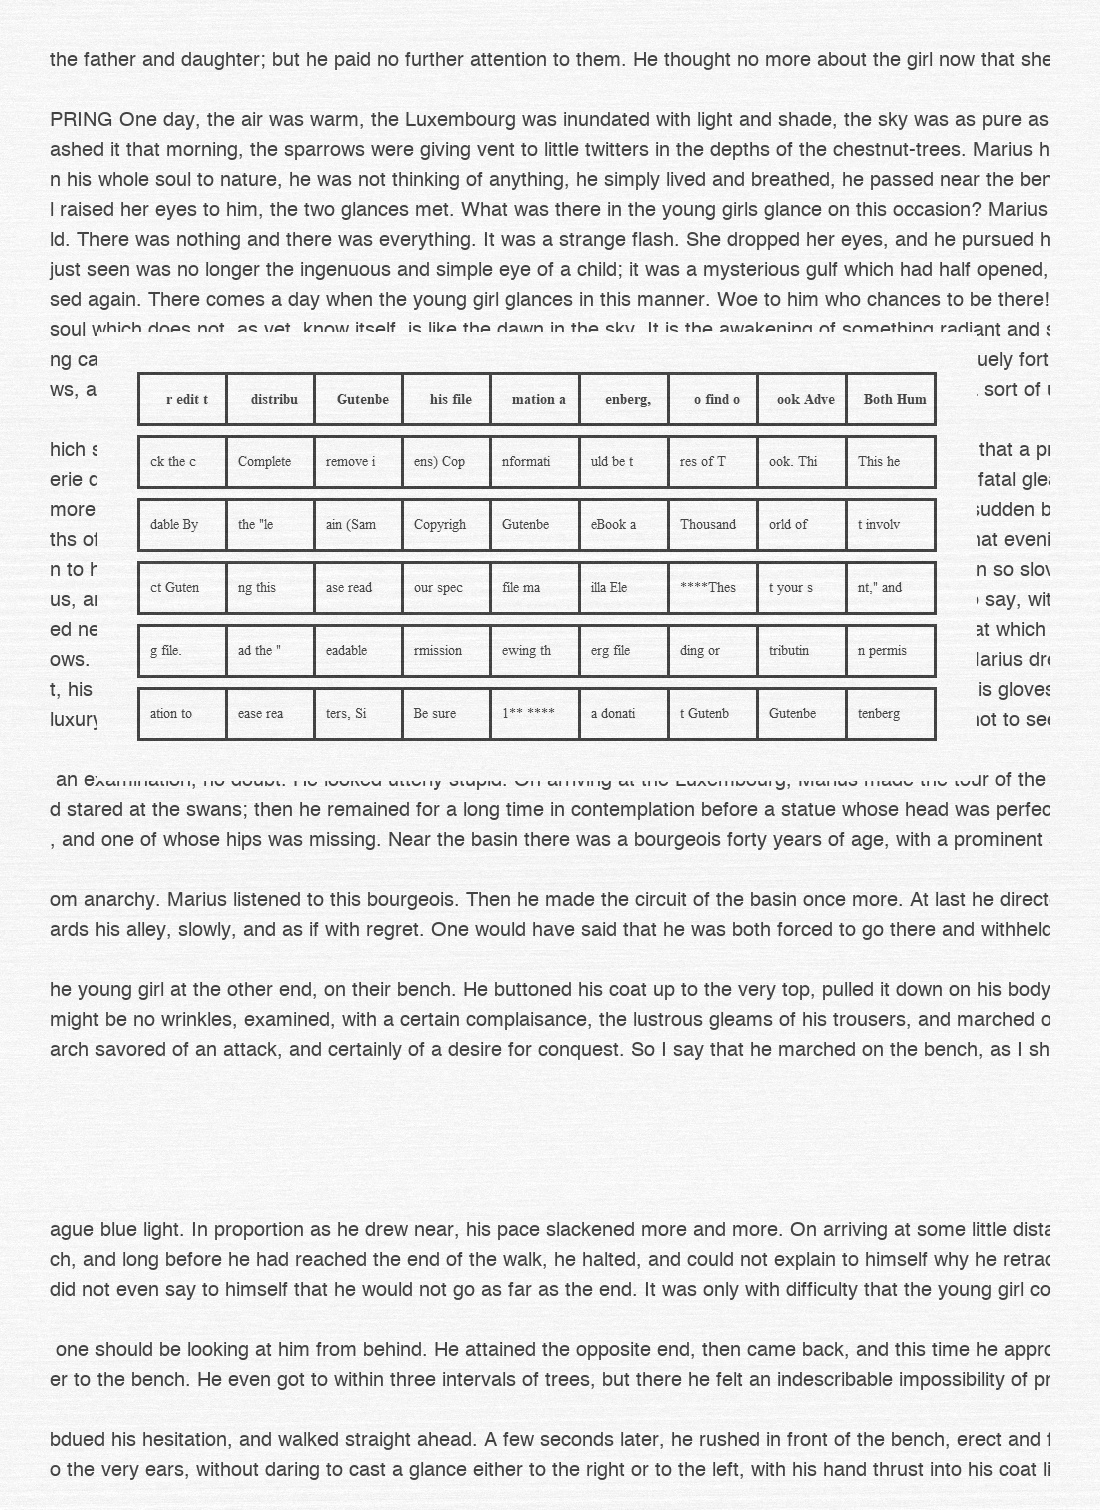 the father and daughter; but he paid no further attention to them. He thought no more about the girl now that she
PRING One day, the air was warm, the Luxembourg was inundated with light and shade, the sky was as pure as
ashed it that morning, the sparrows were giving vent to little twitters in the depths of the chestnut-trees. Marius h
n his whole soul to nature, he was not thinking of anything, he simply lived and breathed, he passed near the ben
l raised her eyes to him, the two glances met. What was there in the young girls glance on this occasion? Marius
ld. There was nothing and there was everything. It was a strange flash. She dropped her eyes, and he pursued h
just seen was no longer the ingenuous and simple eye of a child; it was a mysterious gulf which had half opened,
sed again. There comes a day when the young girl glances in this manner. Woe to him who chances to be there!
soul which does not, as yet, know itself, is like the dawn in the sky. It is the awakening of something radiant and s
ng ca uely fort
ws, a sort of u
r edit t distribu Gutenbe his file mation a enberg, o find o ook Adve Both Hum
hich s that a pr
ck the c Complete remove i ens) Cop nformati uld be t res of T ook. Thi This he
erie fatal gle
more sudden b
dable By the "le ain (Sam Copyrigh Gutenbe eBook a Thousand orld of t involv
ths of hat eveni
n to h n so slov
ct Guten ng this ase read our spec file ma illa Ele ****Thes t your s nt," and
us, a say, wit
ed ne at which
g file. ad the " eadable rmission ewing th erg file ding or tributin n permis
ows. Marius dre
t, his is gloves
ation to ease rea ters, Si Be sure 1** **** a donati t Gutenb Gutenbe tenberg
luxury not to see
an examination, no doubt. He looked utterly stupid. On arriving at the Luxembourg, Marius made the tour of the
d stared at the swans; then he remained for a long time in contemplation before a statue whose head was perfec
, and one of whose hips was missing. Near the basin there was a bourgeois forty years of age, with a prominent
om anarchy. Marius listened to this bourgeois. Then he made the circuit of the basin once more. At last he direct
ards his alley, slowly, and as if with regret. One would have said that he was both forced to go there and withheld
he young girl at the other end, on their bench. He buttoned his coat up to the very top, pulled it down on his body
might be no wrinkles, examined, with a certain complaisance, the lustrous gleams of his trousers, and marched o
arch savored of an attack, and certainly of a desire for conquest. So I say that he marched on the bench, as I sh
ague blue light. In proportion as he drew near, his pace slackened more and more. On arriving at some little dista
ch, and long before he had reached the end of the walk, he halted, and could not explain to himself why he retrac
did not even say to himself that he would not go as far as the end. It was only with difficulty that the young girl co
one should be looking at him from behind. He attained the opposite end, then came back, and this time he appro
er to the bench. He even got to within three intervals of trees, but there he felt an indescribable impossibility of pr
bdued his hesitation, and walked straight ahead. A few seconds later, he rushed in front of the bench, erect and f
o the very ears, without daring to cast a glance either to the right or to the left, with his hand thrust into his coat li